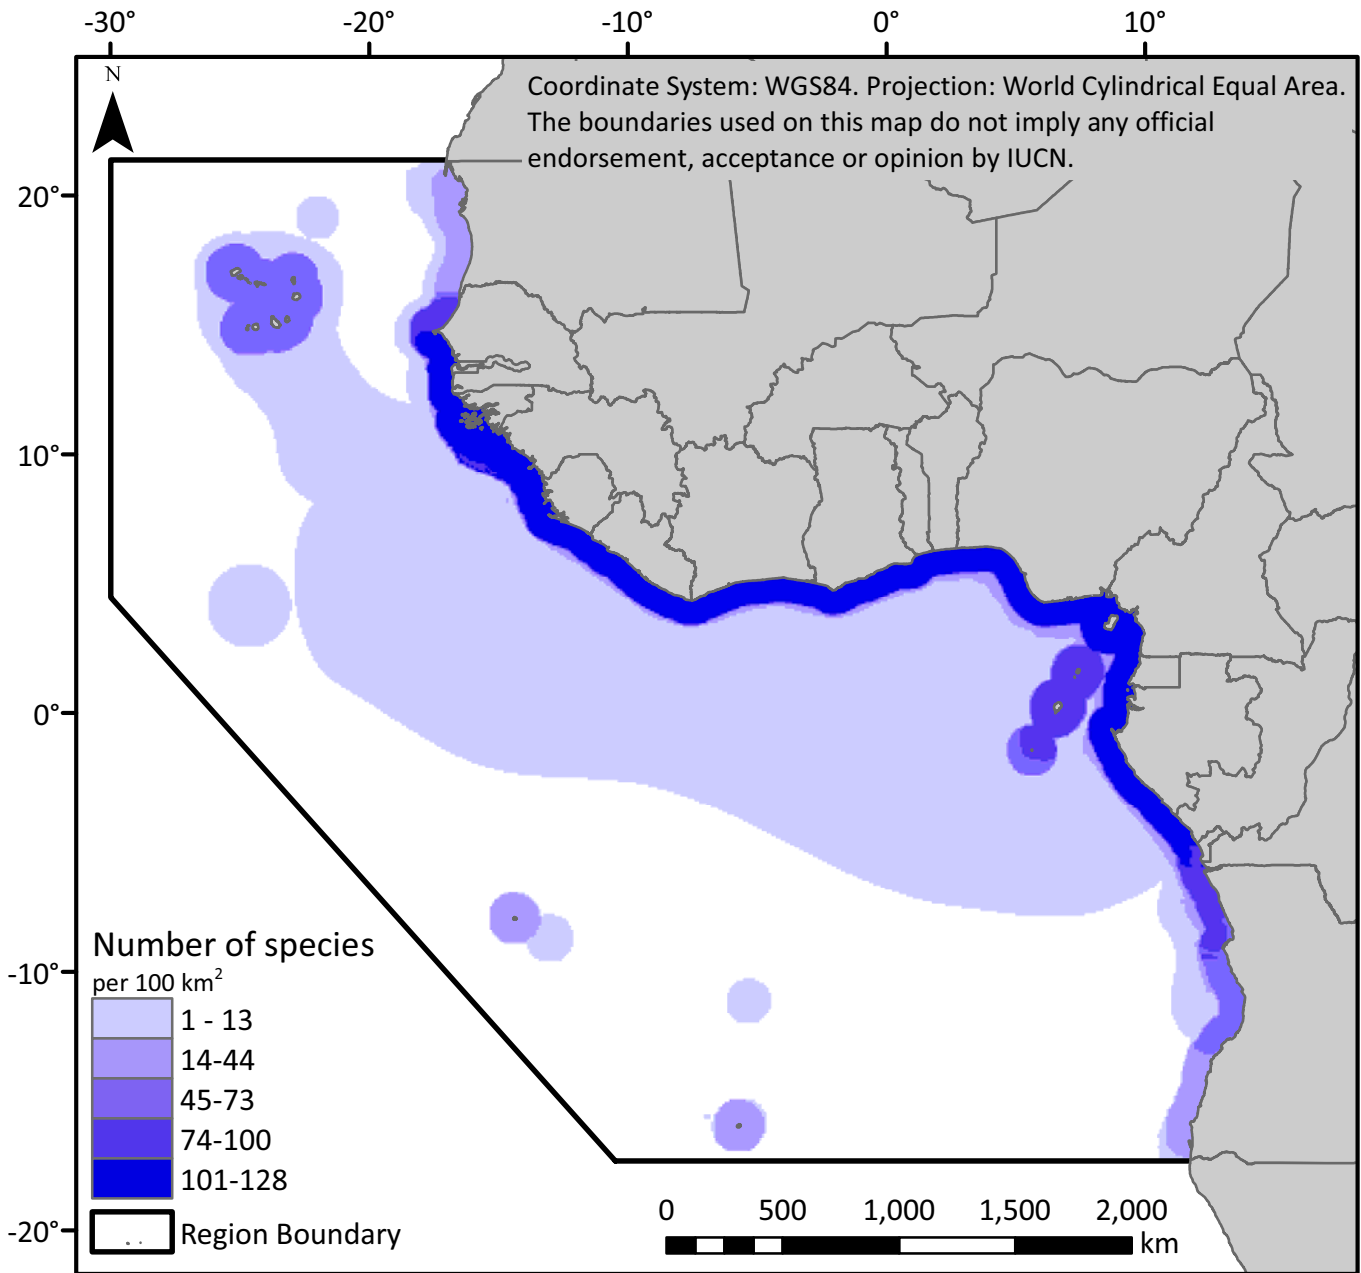 -30°
-20°
-10°
0°
10°
N
Coordinate System: WGS84. Projection: World Cylindrical Equal Area.
The boundaries used on this map do not imply any official
endorsement, acceptance or opinion by IUCN.
20°
10°
0°
-10°
-20°
Number of species
per 100 km²
1 - 13
14-44
45-73
74-100
101-128
Region Boundary
0 500 1,000 1,500 2,000
km